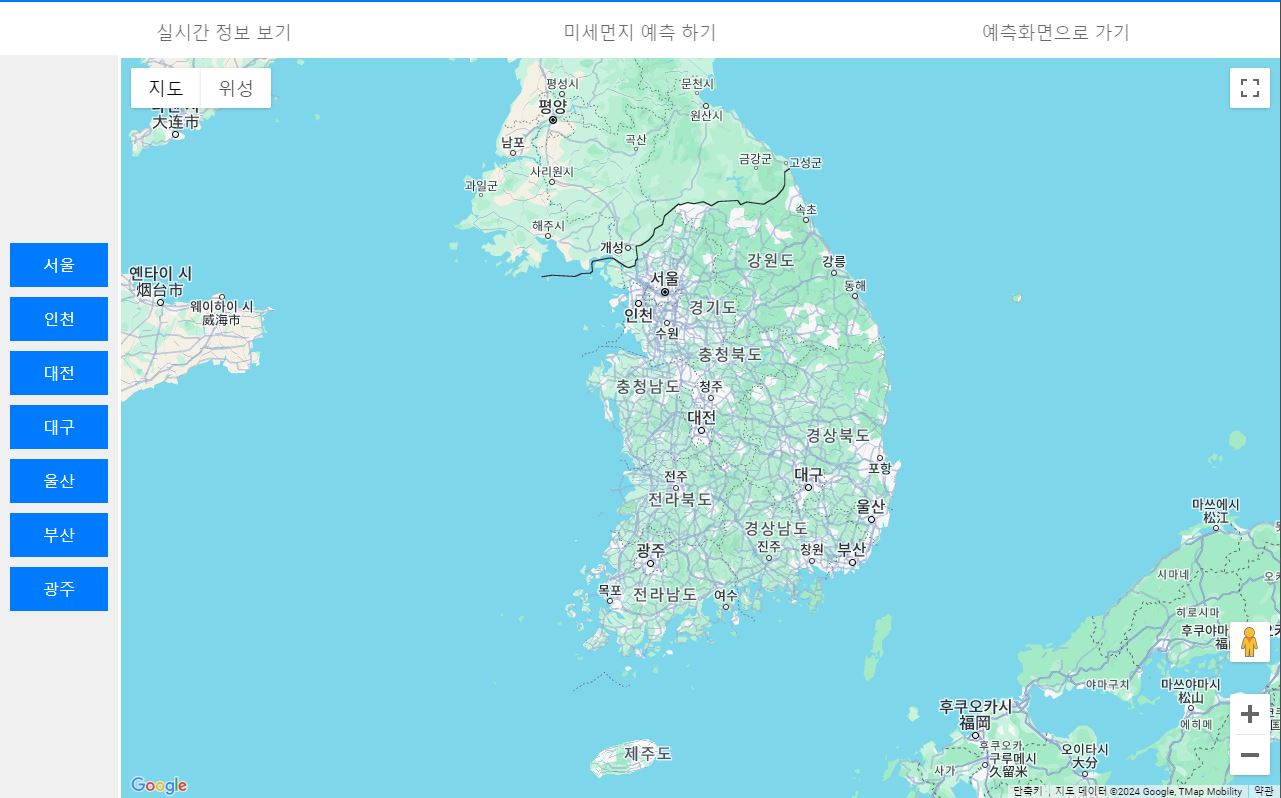 실시간 정보 보기
미세먼지 예측 하기
예측화면으로 가기
지도
위성
大连市
평성시
평양
문천시
원산시
남포
곡산
사리원시
금강군
고성군
과일군
해주시
개성
속초
옌타이 시
烟台市
웨이하이 시
威海市
서울
강원도
강릉
동해
인천
경기도
수원
충청북도
충청남도
청주
대전
경상북도
포항
전주
전라북도
대구
울산
경상남도
진주
창원
부산
광주
목포
전라남도
여수
제주도
서울
인천
대전
대구
울산
부산
광주
마쓰에시
松江
시마네
히로시마
후쿠야마
야마구치
마쓰야마시
松山
에히메
후쿠오카시
福岡
후쿠오카
구루메시
久留米
사가
오이타시
大分
Google
단축키
지도 데이터 ©2024 Google, TMap Mobility
약관